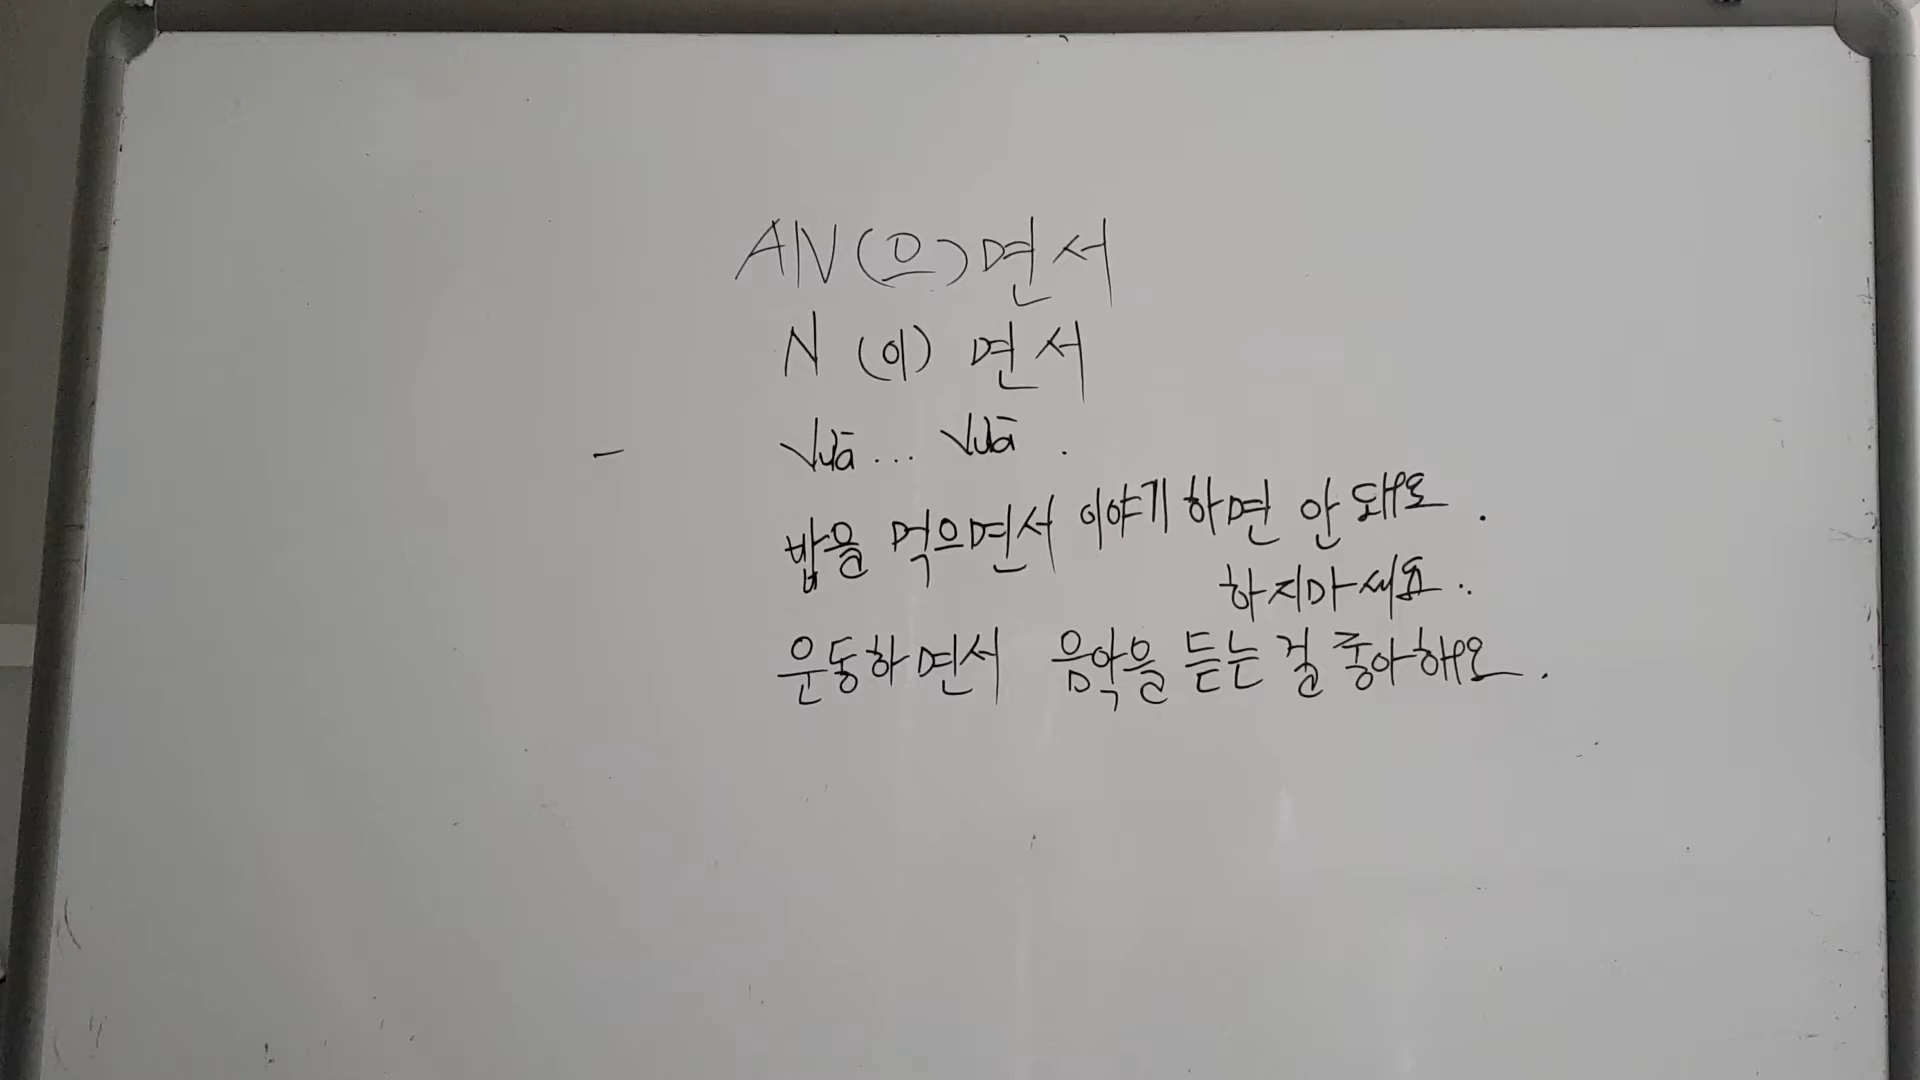 A/V (으)면서
N (이) 면서
- Vừa ... Vừa .
밥을 먹으면서 이야기 하면 안 돼요 .
하지마세요 ..
운동하면서 음악을 듣는 걸 좋아해요 .